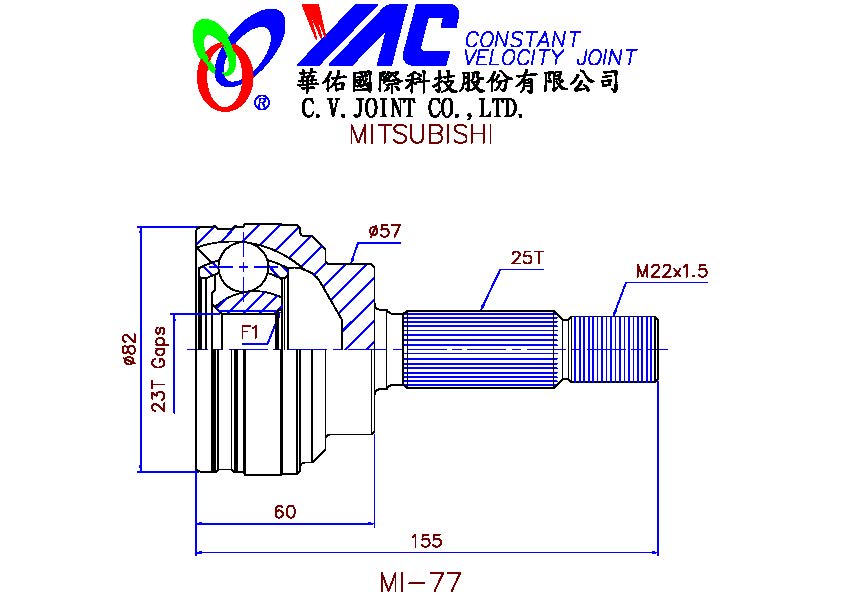 YAC CONSTANT
VELOCITY JOINT
®
華佑國際科技股份有限公司
C.V.JOINT CO.,LTD.
MITSUBISHI
ø57
25T
M22x1.5
F1
ø82
23T Gaps
60
155
MI-77